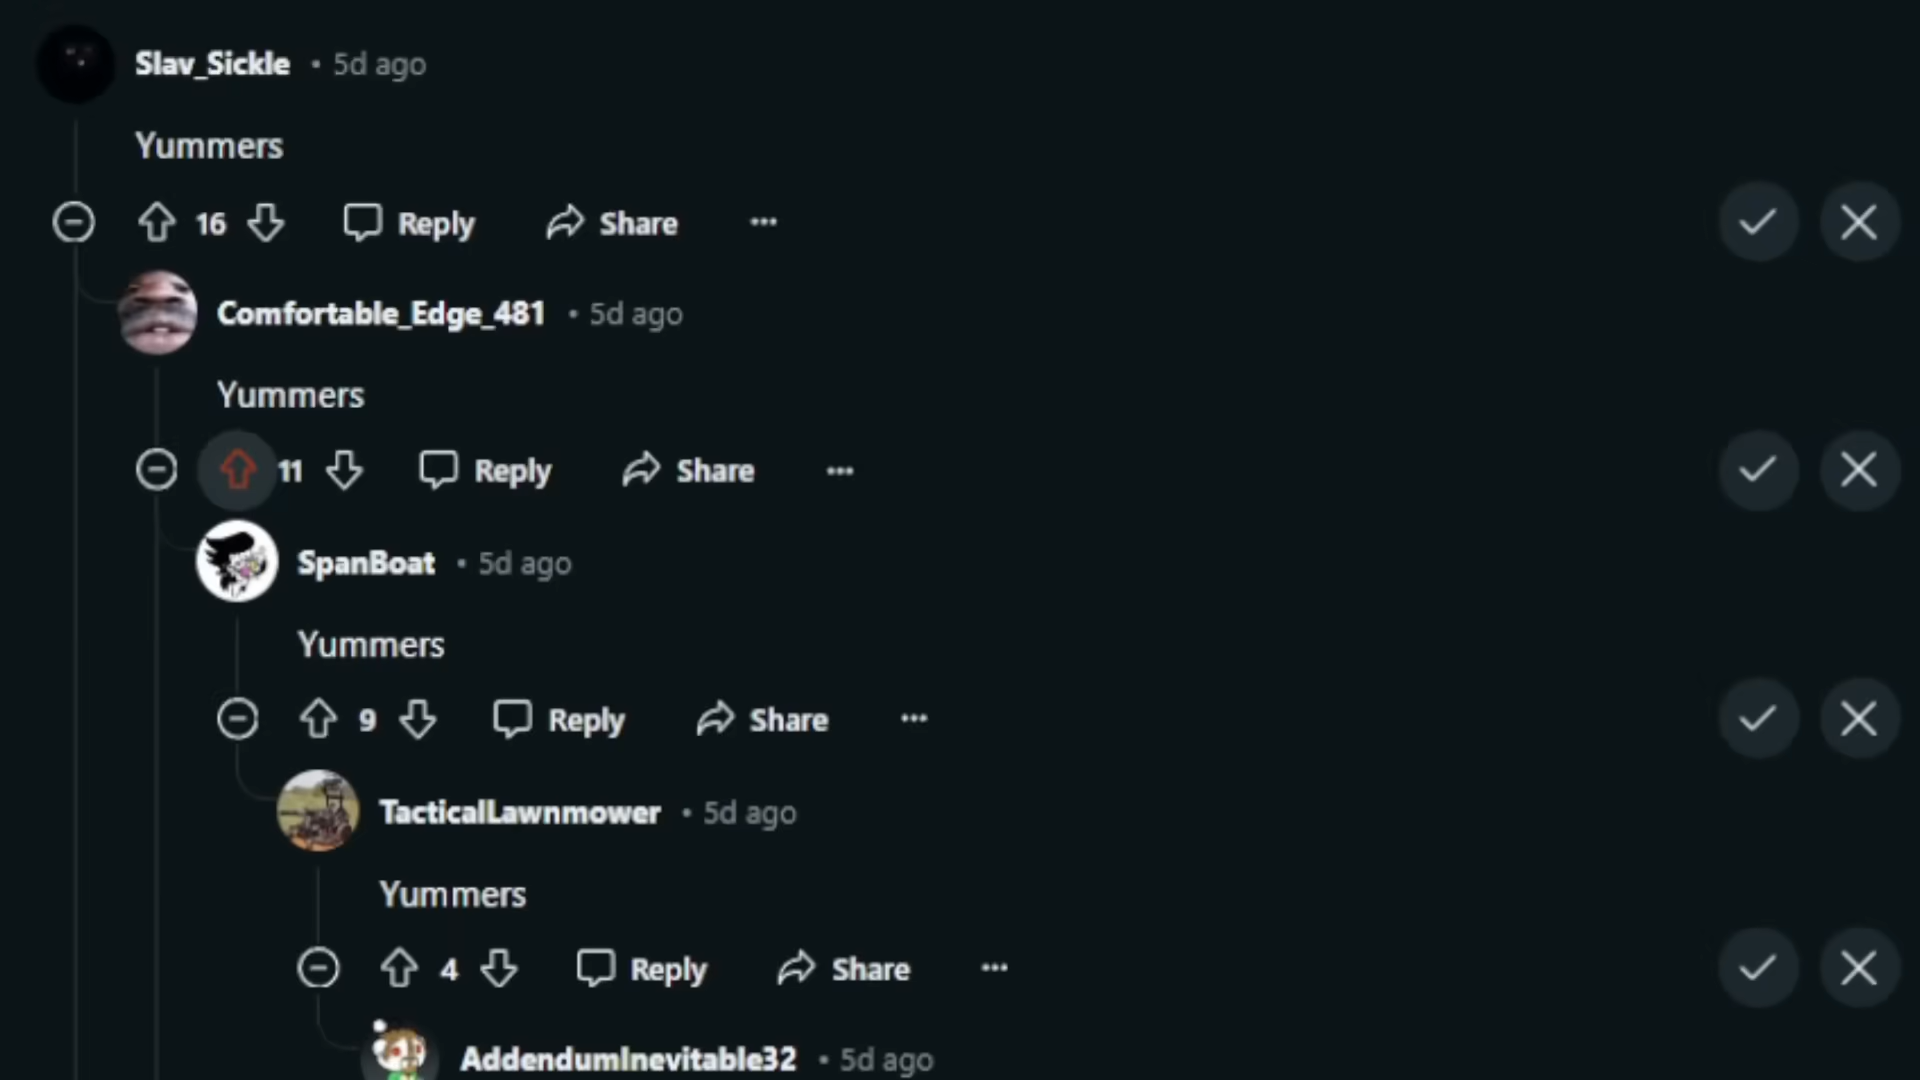 Slav_Sickle • 5d ago
Yummers
16 Reply Share ...
Comfortable_Edge_481 • 5d ago
Yummers
11 Reply Share ...
SpanBoat • 5d ago
Yummers
9 Reply Share ...
TacticalLawnmower • 5d ago
Yummers
4 Reply Share ...
AddendumInevitable32 • 5d ago